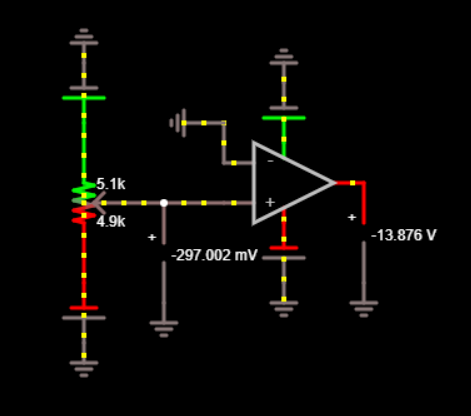 5.1k
4.9k
-
+
+
-297.002 mV
+
-13.876 V